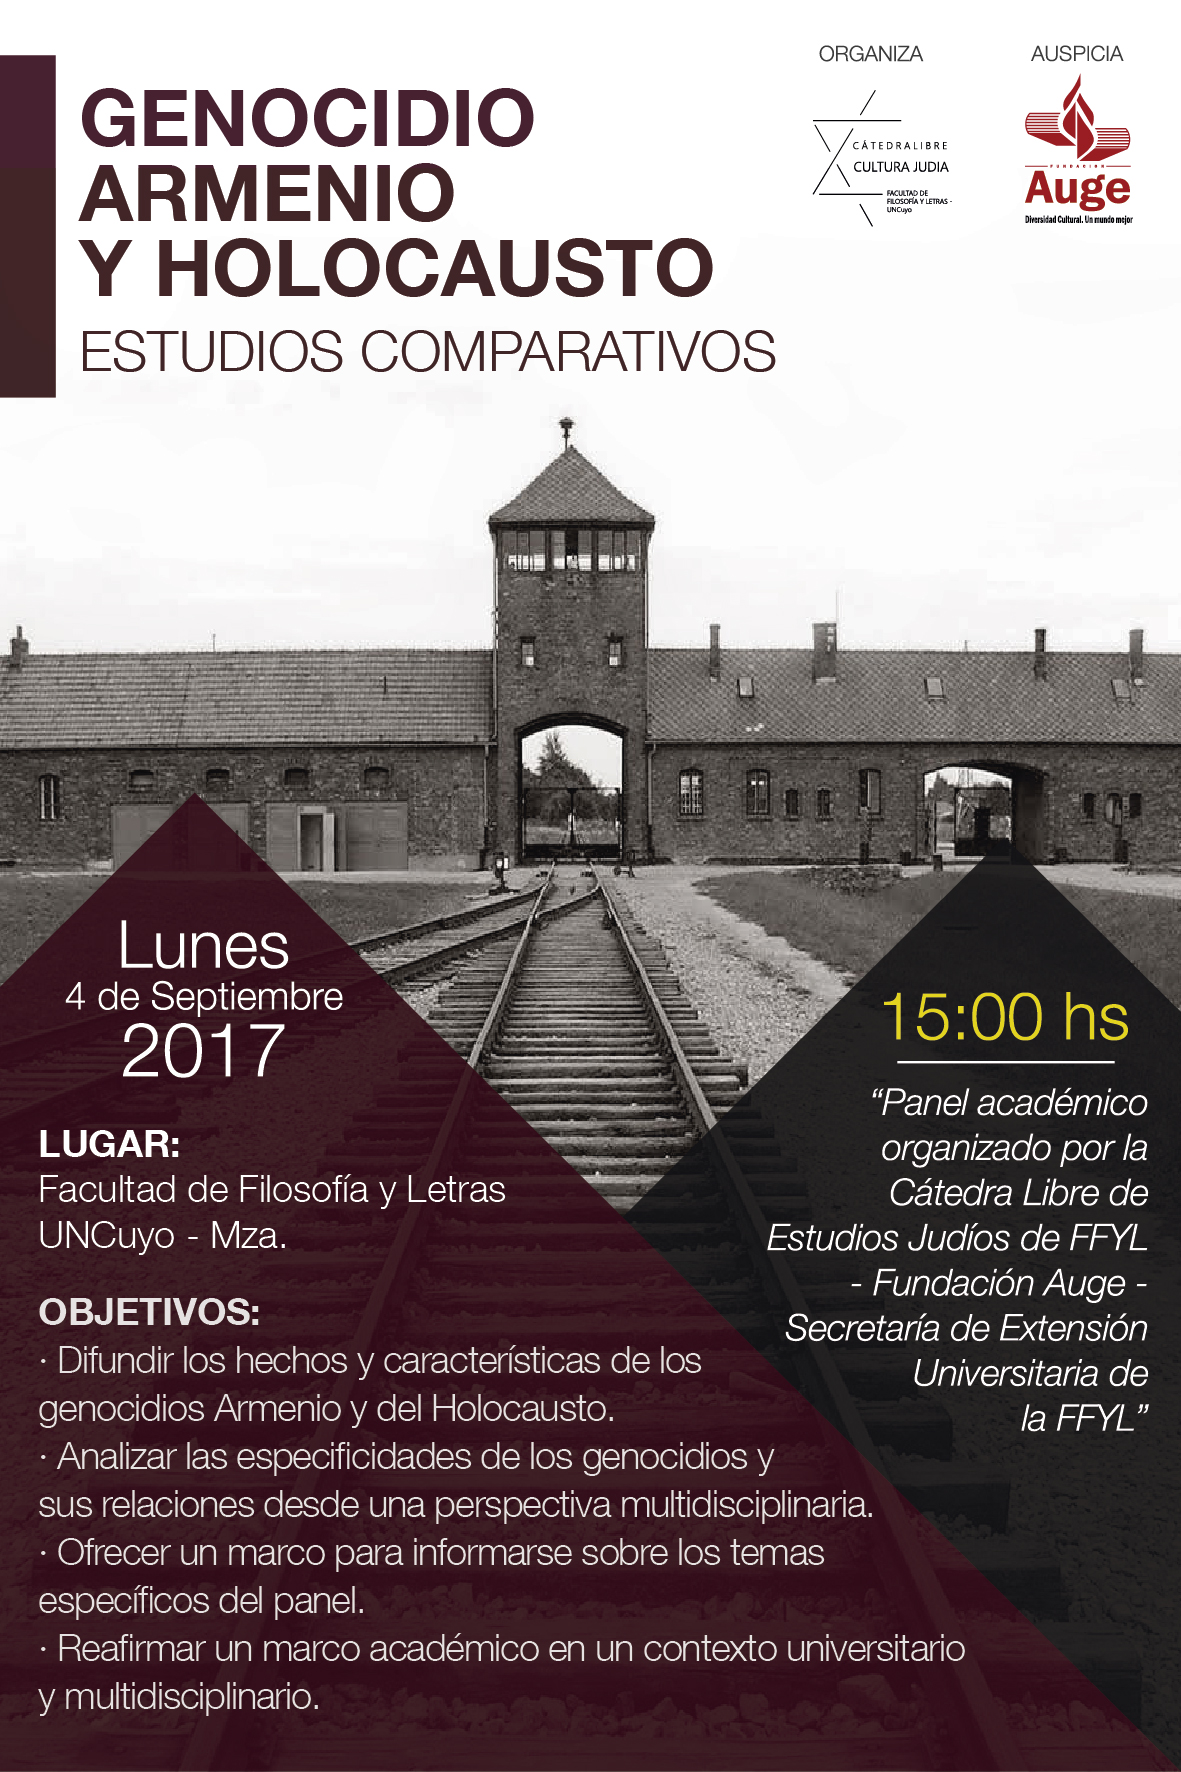 ORGANIZA
AUSPICIA
GENOCIDIO
ARMENIO
Y HOLOCAUSTO
ESTUDIOS COMPARATIVOS
CÁTEDRALIBRE
CULTURA JUDIA
FACULTAD DE
FILOSOFÍA Y LETRAS -
UNCuyo
FUNDACION
Auge
Diversidad Cultural. Un mundo mejor
Lunes
4 de Septiembre
2017
LUGAR:
Facultad de Filosofía y Letras
UNCuyo - Mza.
OBJETIVOS:
· Difundir los hechos y características de los
genocidios Armenio y del Holocausto.
· Analizar las especificidades de los genocidios y
sus relaciones desde una perspectiva multidisciplinaria.
· Ofrecer un marco para informarse sobre los temas
específicos del panel.
· Reafirmar un marco académico en un contexto universitario
y multidisciplinario.
15:00 hs
“Panel académico
organizado por la
Cátedra Libre de
Estudios Judíos de FFYL
- Fundación Auge -
Secretaría de Extensión
Universitaria de
la FFYL”